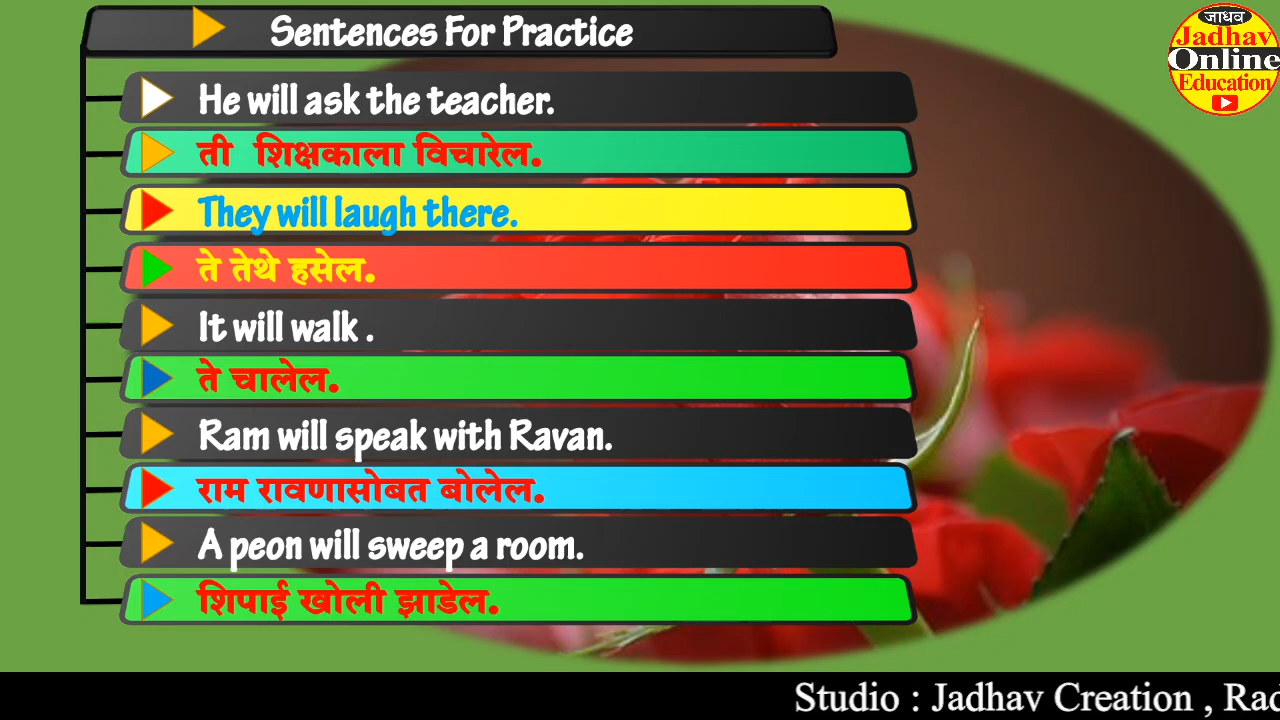 Sentences For Practice
He will ask the teacher.
ती शिक्षकाला विचारेल.
They will laugh there.
ते तेथे हसेल.
It will walk .
ते चालेल.
Ram will speak with Ravan.
राम रावणासोबत बोलेल.
A peon will sweep a room.
शिपाई खोली झाडेल.
जाधव
Jadhav
Online
Education
Studio : Jadhav Creation , Rad